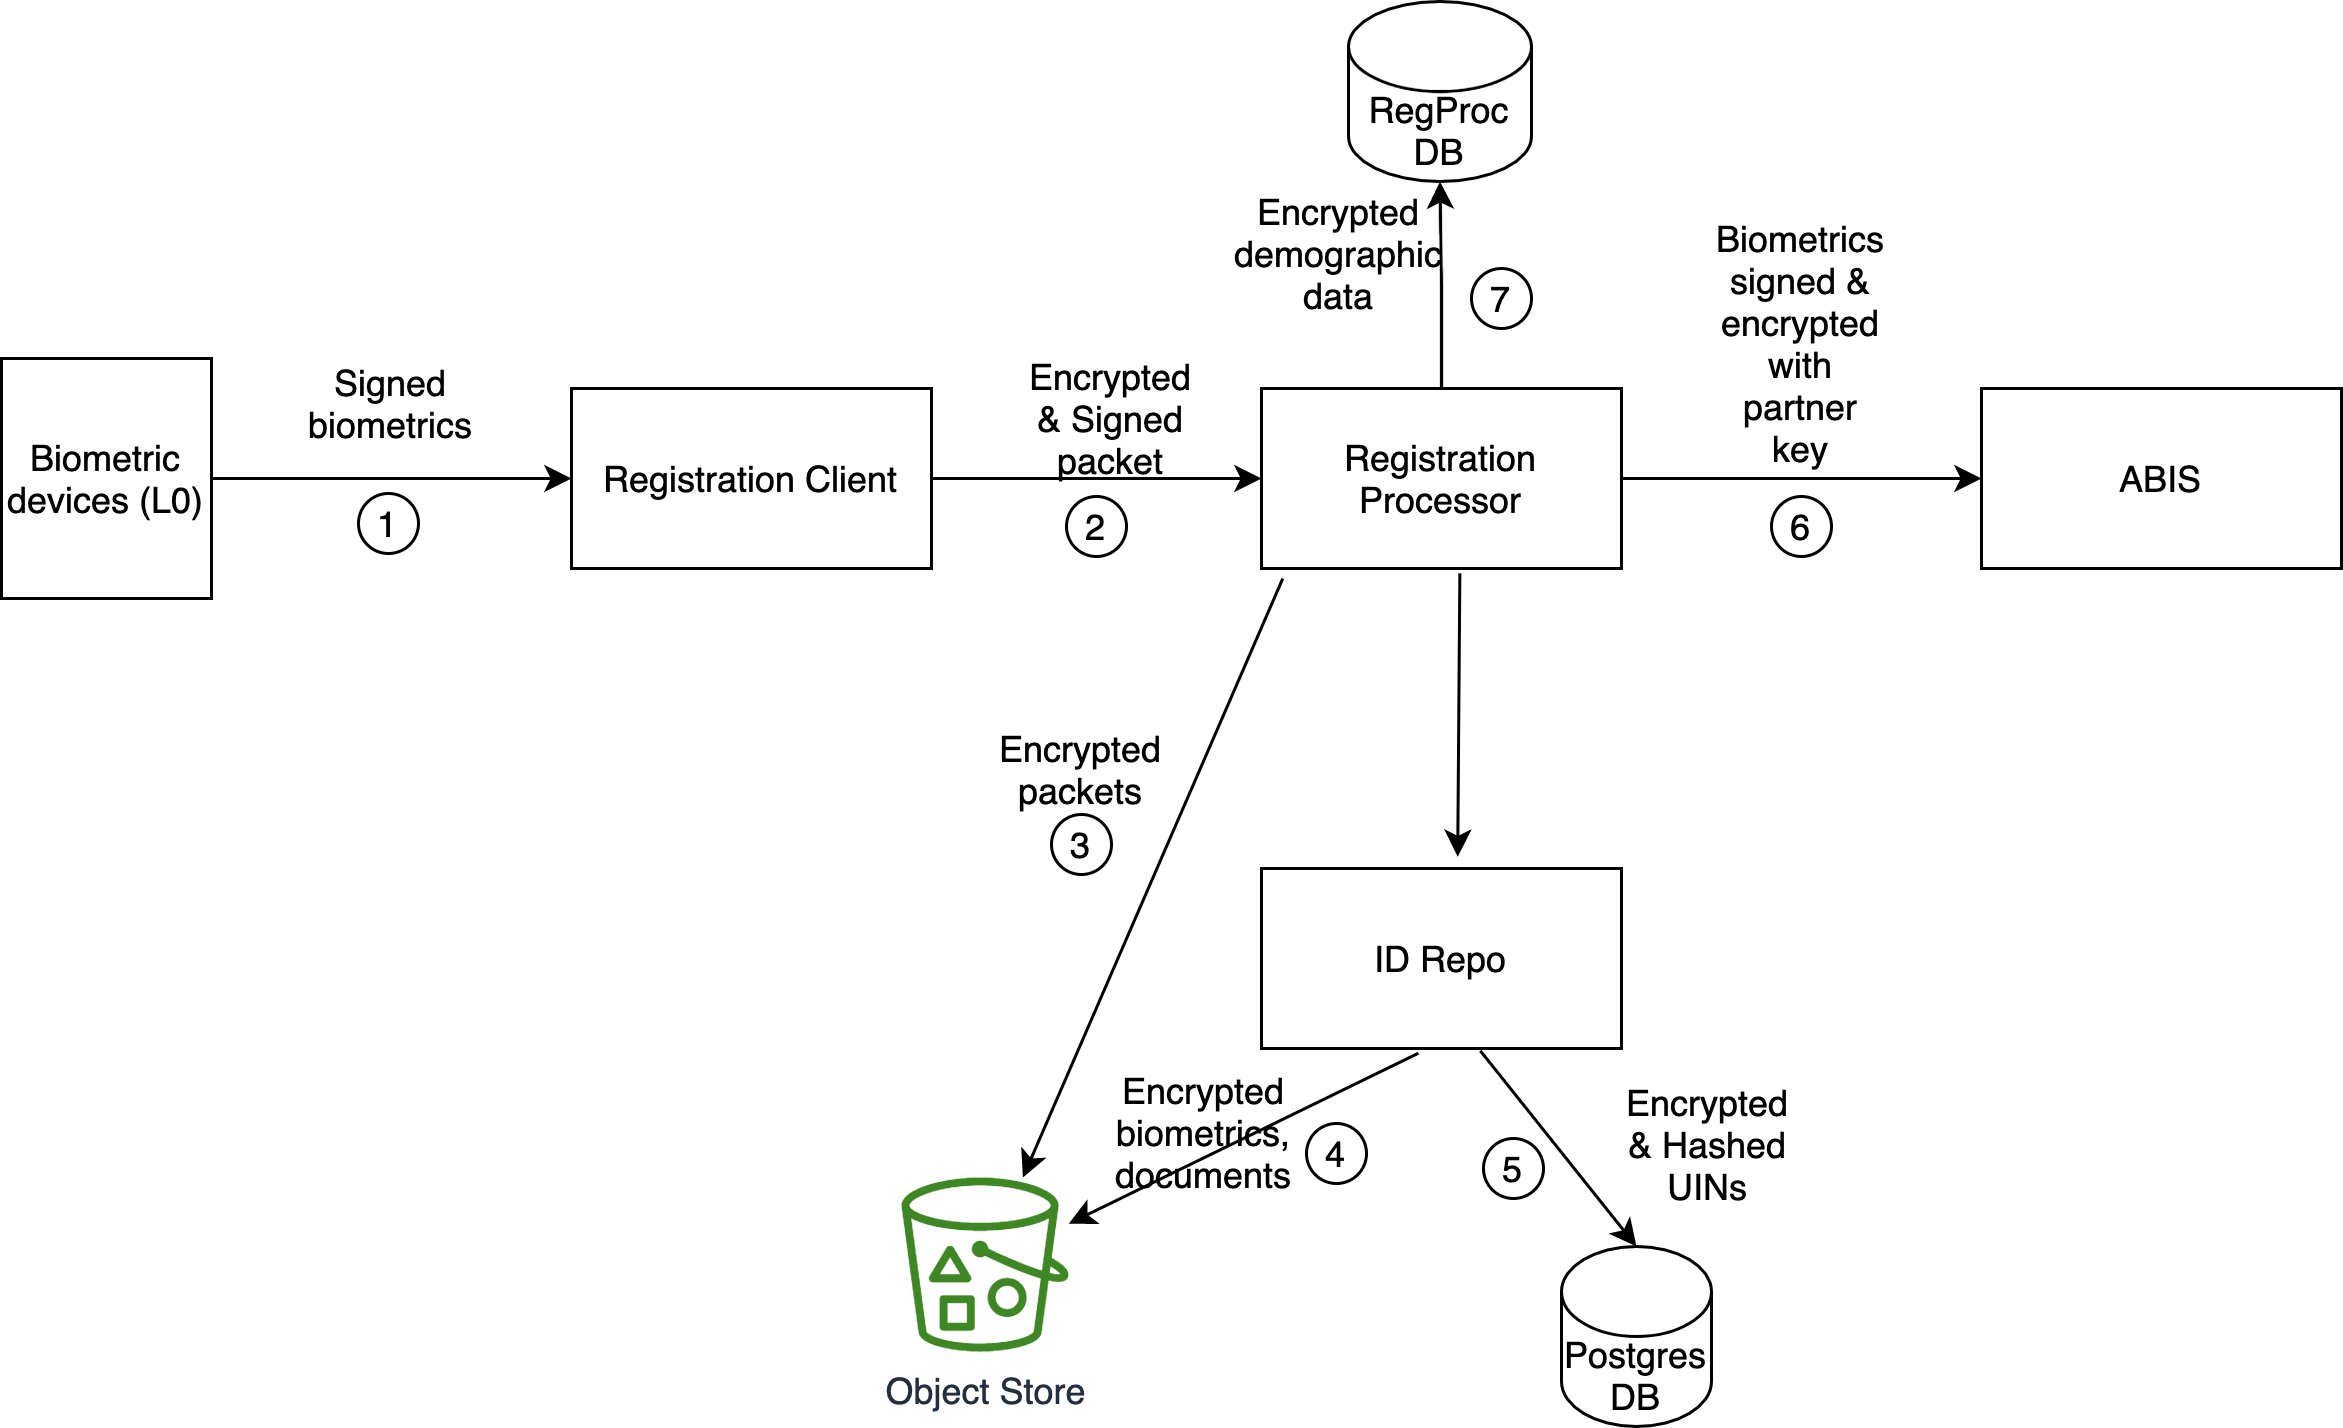 RegProc
DB
Encrypted
demographic
data
7
Biometrics
signed &
encrypted
with
partner
key
6
Signed
biometrics
1
Encrypted
& Signed
packet
2
Biometric
devices (L0)
Registration Client
Registration
Processor
ABIS
Encrypted
packets
3
ID Repo
Encrypted
biometrics,
documents
4
5
Encrypted
& Hashed
UINs
Object Store
Postgres
DB